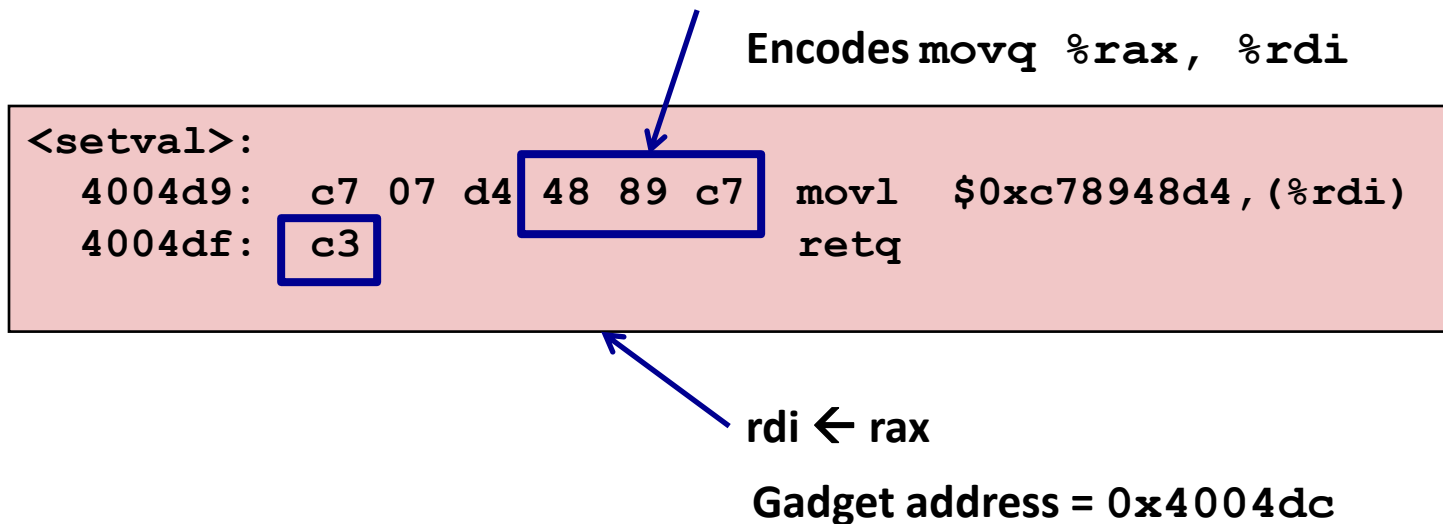 Encodes movq %rax, %rdi
<setval>:
4004d9: c7 07 d4 48 89 c7 movl $0xc78948d4,(%rdi)
4004df: c3 retq
rdi ← rax
Gadget address = 0x4004dc